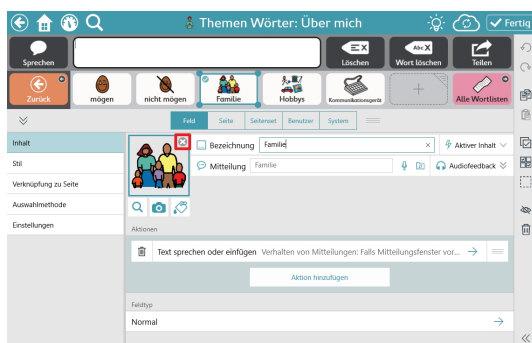 Themen Wörter: Über mich
Fertig
Sprechen
EX
Löschen
Abc X
Wort löschen
Teilen
Zurück
mögen
nicht mögen
Familie
Hobbys
Kommunikationsgerät
Alle Wortlisten
Feld
Seite
Seitenset
Benutzer
System
Inhalt
Stil
Verknüpfung zu Seite
Auswahlmethode
Einstellungen
Bezeichnung
Familie
Aktiver Inhalt
Mitteilung
Familie
Audiofeedback
Aktionen
Text sprechen oder einfügen Verhalten von Mitteilungen: Falls Mitteilungsfenster vor...
Aktion hinzufügen
Feldtyp
Normal